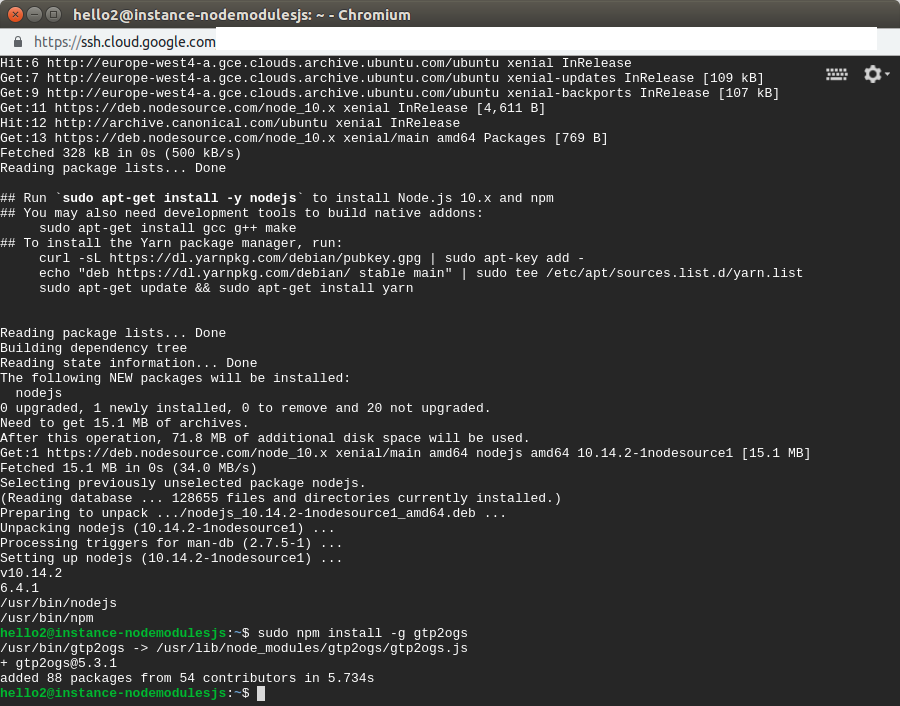 hello2@instance-nodemodulesjs: ~ - Chromium
https://ssh.cloud.google.com
Hit:6 http://europe-west4-a.gce.clouds.archive.ubuntu.com/ubuntu xenial InRelease
Get:7 http://europe-west4-a.gce.clouds.archive.ubuntu.com/ubuntu xenial-updates InRelease [109 kB]
Get:9 http://europe-west4-a.gce.clouds.archive.ubuntu.com/ubuntu xenial-backports InRelease [107 kB]
Get:11 https://deb.nodesource.com/node_10.x xenial InRelease [4,611 B]
Hit:12 http://archive.canonical.com/ubuntu xenial InRelease
Get:13 https://deb.nodesource.com/node_10.x xenial/main amd64 Packages [769 B]
Fetched 328 kB in 0s (500 kB/s)
Reading package lists... Done
## Run `sudo apt-get install -y nodejs` to install Node.js 10.x and npm
## You may also need development tools to build native addons:
     sudo apt-get install gcc g++ make
## To install the Yarn package manager, run:
     curl -sL https://dl.yarnpkg.com/debian/pubkey.gpg | sudo apt-key add -
     echo "deb https://dl.yarnpkg.com/debian/ stable main" | sudo tee /etc/apt/sources.list.d/yarn.list
     sudo apt-get update && sudo apt-get install yarn
Reading package lists... Done
Building dependency tree
Reading state information... Done
The following NEW packages will be installed:
  nodejs
0 upgraded, 1 newly installed, 0 to remove and 20 not upgraded.
Need to get 15.1 MB of archives.
After this operation, 71.8 MB of additional disk space will be used.
Get:1 https://deb.nodesource.com/node_10.x xenial/main amd64 nodejs amd64 10.14.2-1nodesource1 [15.1 MB]
Fetched 15.1 MB in 0s (34.0 MB/s)
Selecting previously unselected package nodejs.
(Reading database ... 128655 files and directories currently installed.)
Preparing to unpack .../nodejs_10.14.2-1nodesource1_amd64.deb ...
Unpacking nodejs (10.14.2-1nodesource1) ...
Processing triggers for man-db (2.7.5-1) ...
Setting up nodejs (10.14.2-1nodesource1) ...
v10.14.2
6.4.1
/usr/bin/nodejs
/usr/bin/npm
hello2@instance-nodemodulesjs:~$ sudo npm install -g gtp2ogs
/usr/bin/gtp2ogs -> /usr/lib/node_modules/gtp2ogs/gtp2ogs.js
+ gtp2ogs@5.3.1
added 88 packages from 54 contributors in 5.734s
hello2@instance-nodemodulesjs:~$